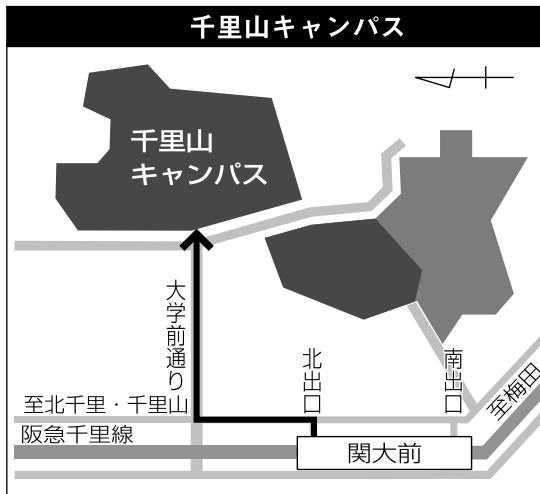 千里山キャンパス
千里山
キャンパス
大学前通り
北出口
南出口
至北千里・千里山
至梅田
阪急千里線
関大前